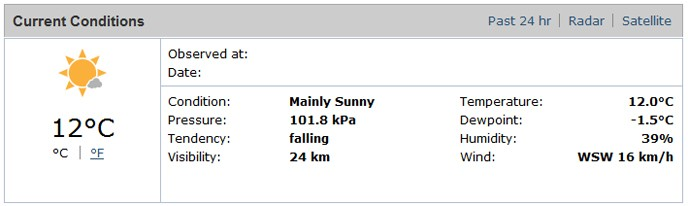 Current Conditions Past 24 hr | Radar | Satellite
Observed at:
Date:
12°C
°C | °F
Condition: Mainly Sunny Temperature: 12.0°C
Pressure: 101.8 kPa Dewpoint: -1.5°C
Tendency: falling Humidity: 39%
Visibility: 24 km Wind: WSW 16 km/h